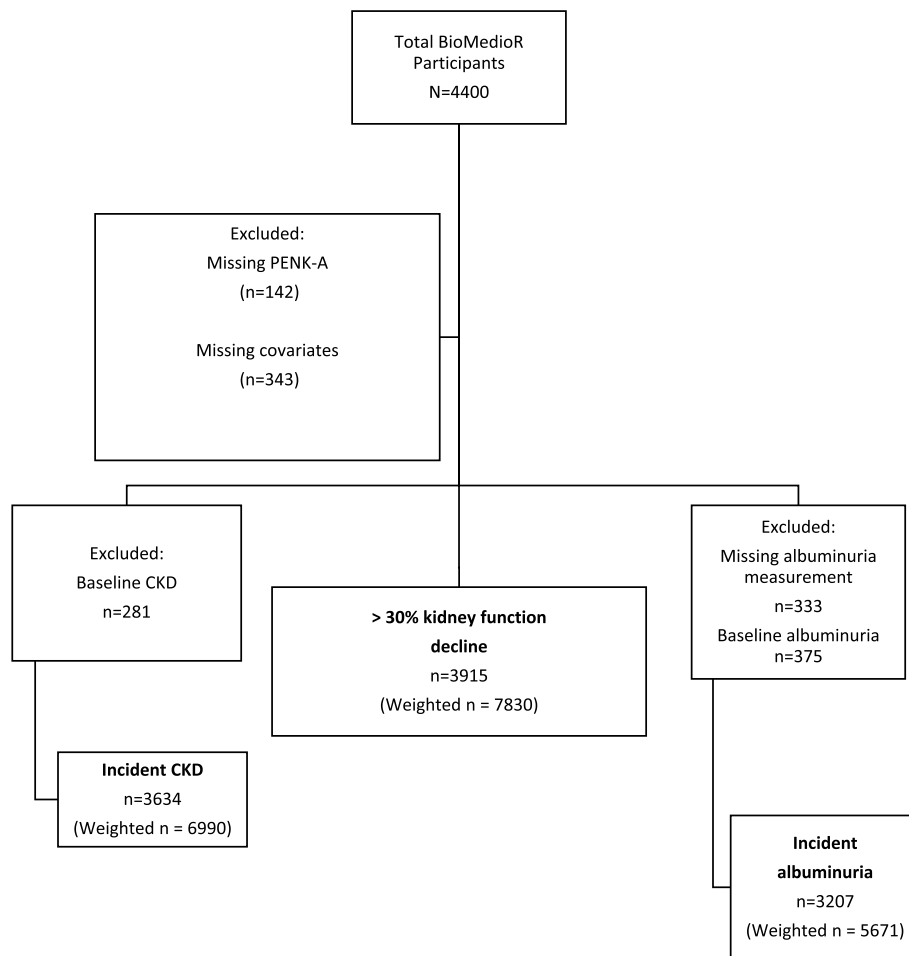 Total BioMedioR
Participants
N=4400
Excluded:
Missing PENK-A
(n=142)
Missing covariates
(n=343)
Excluded:
Baseline CKD
n=281
> 30% kidney function
decline
n=3915
(Weighted n = 7830)
Excluded:
Missing albuminuria
measurement
n=333
Baseline albuminuria
n=375
Incident CKD
n=3634
(Weighted n = 6990)
Incident
albuminuria
n=3207
(Weighted n = 5671)